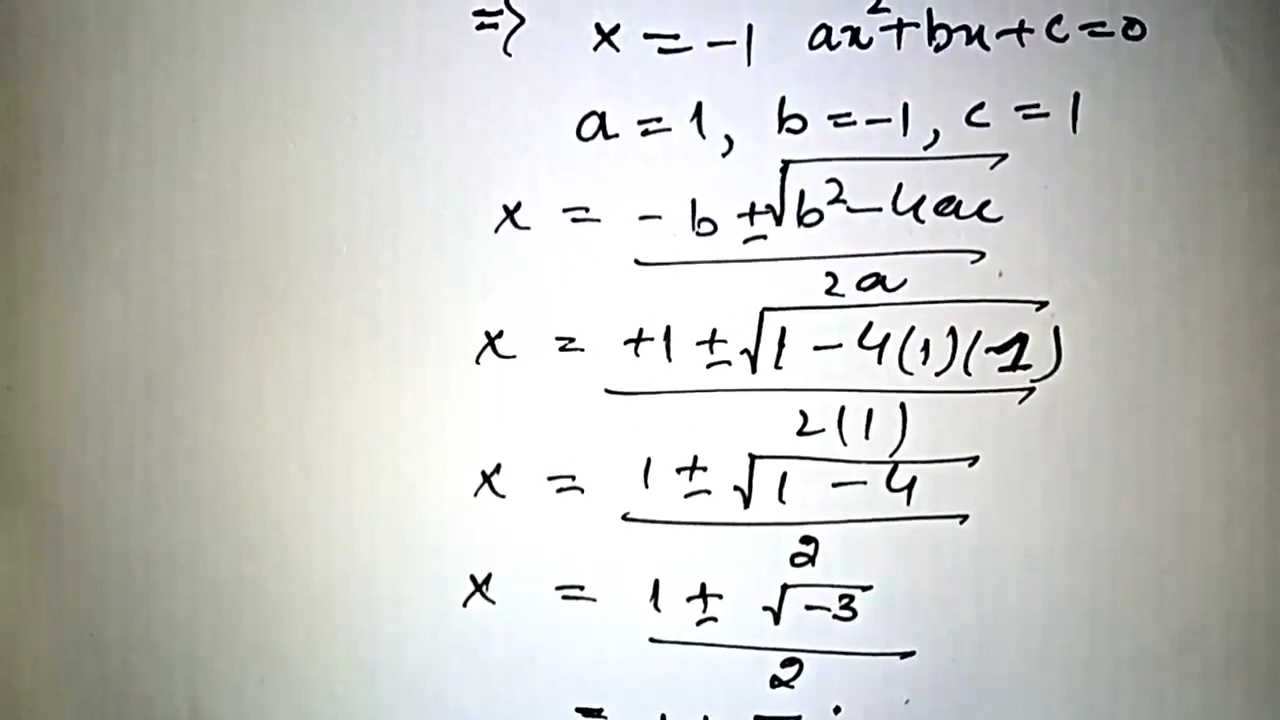 ⇒ x = -1 ax²+bx+c=0
a = 1, b = -1, c = 1
x = -b ± √b²-4ac
2a
x = +1 ± √1 - 4(1)(1)
2(1)
x = 1 ± √1 - 4
2
x = 1 ± √-3
2